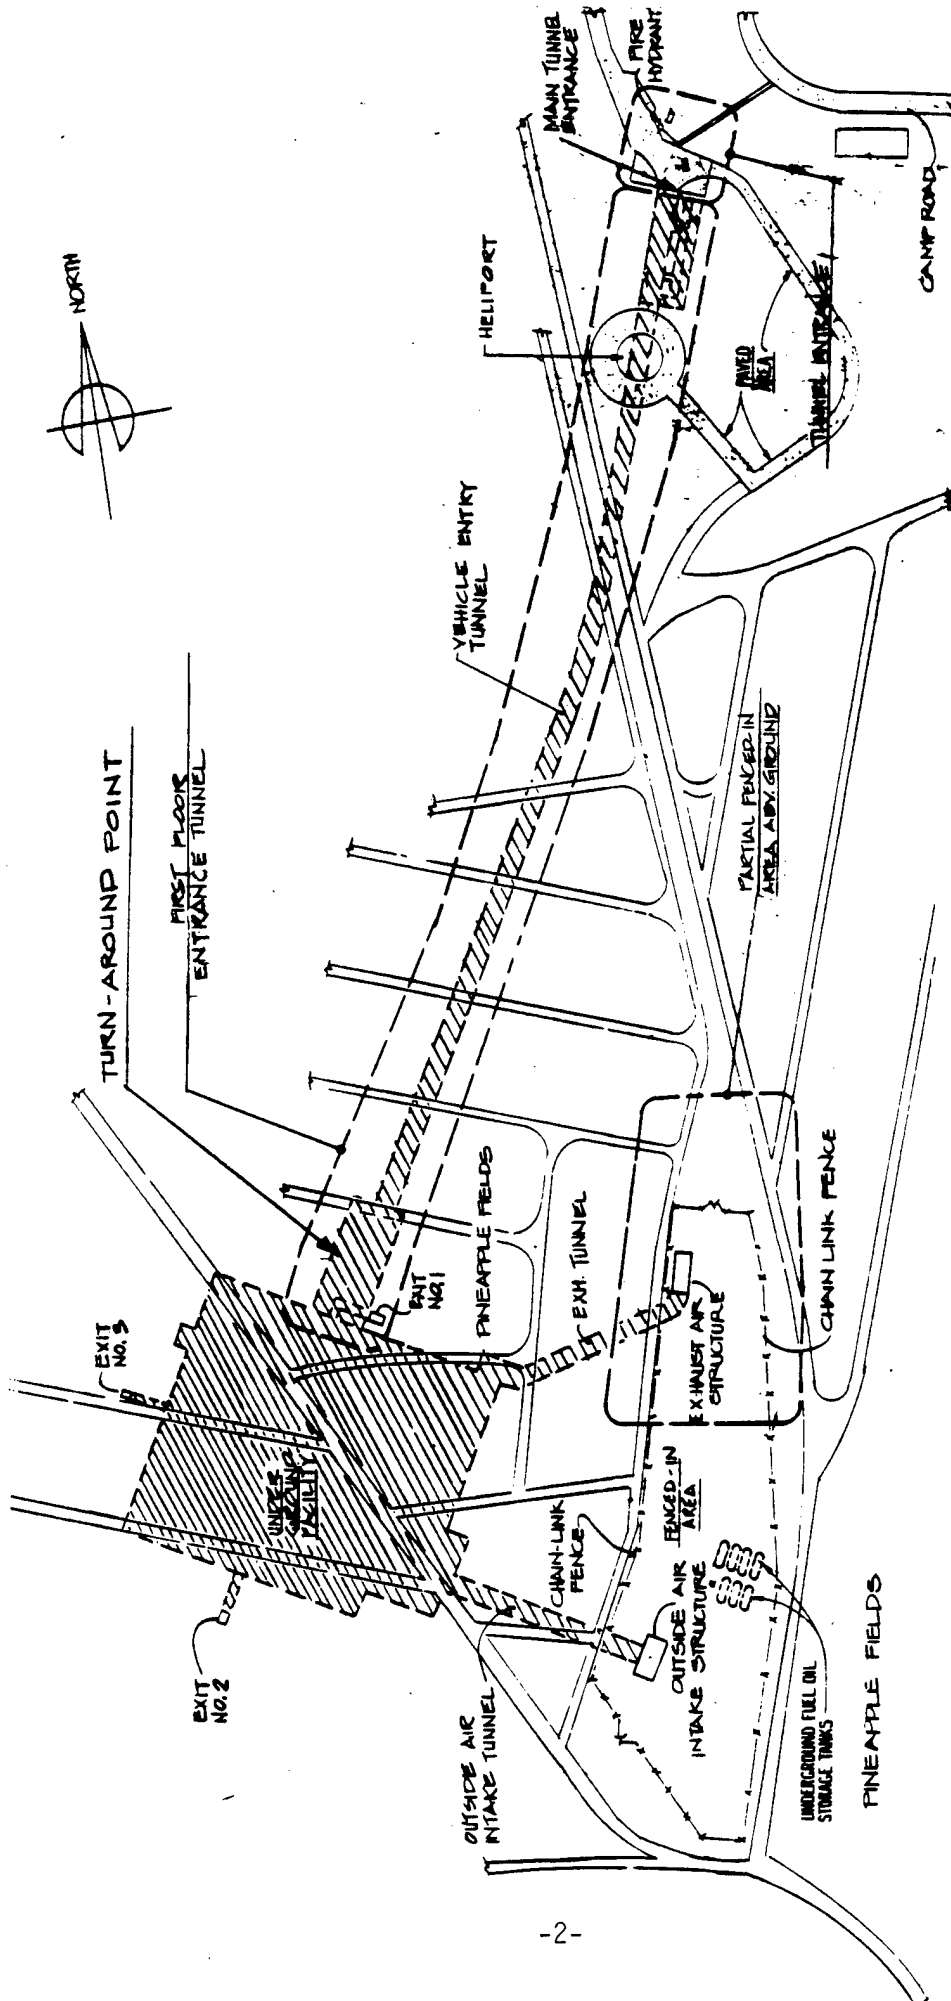 NORTH
MAIN TUNNEL
ENTRANCE
FIRE
HYDRANT
HELIPORT
VEHICLE ENTRY
TUNNEL
TURN-AROUND POINT
FIRST FLOOR
ENTRANCE TUNNEL
PAVED
AREA
TUNNEL ENTRANCE
CAMP ROAD
PARTIAL FENCED-IN
AREA ABV. GROUND
EXIT
NO. 3
EXIT
NO. 1
PINEAPPLE FIELDS
EXH. TUNNEL
EXHAUST AIR
STRUCTURE
CHAIN LINK FENCE
UNDER
GROUND
FACILITY
EXIT
NO. 2
CHAIN-LINK
FENCE
FENCED-IN
AREA
OUTSIDE AIR
INTAKE TUNNEL
OUTSIDE AIR
INTAKE STRUCTURE
UNDERGROUND FUEL OIL
STORAGE TANKS
PINEAPPLE FIELDS
-2-